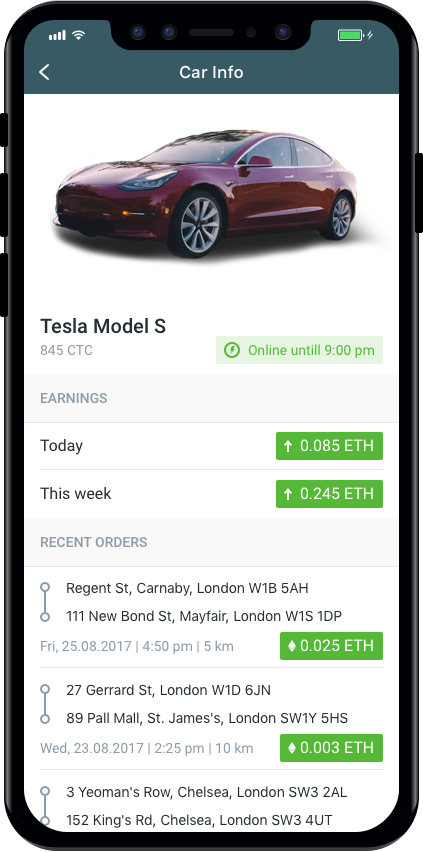 Car Info
Tesla Model S
845 CTC
Online untill 9:00 pm
EARNINGS
Today
0.085 ETH
This week
0.245 ETH
RECENT ORDERS
Regent St, Carnaby, London W1B 5AH
111 New Bond St, Mayfair, London W1S 1DP
Fri, 25.08.2017 | 4:50 pm | 5 km
0.025 ETH
27 Gerrard St, London W1D 6JN
89 Pall Mall, St. James's, London SW1Y 5HS
Wed, 23.08.2017 | 2:25 pm | 10 km
0.003 ETH
3 Yeoman's Row, Chelsea, London SW3 2AL
152 King's Rd, Chelsea, London SW3 4UT